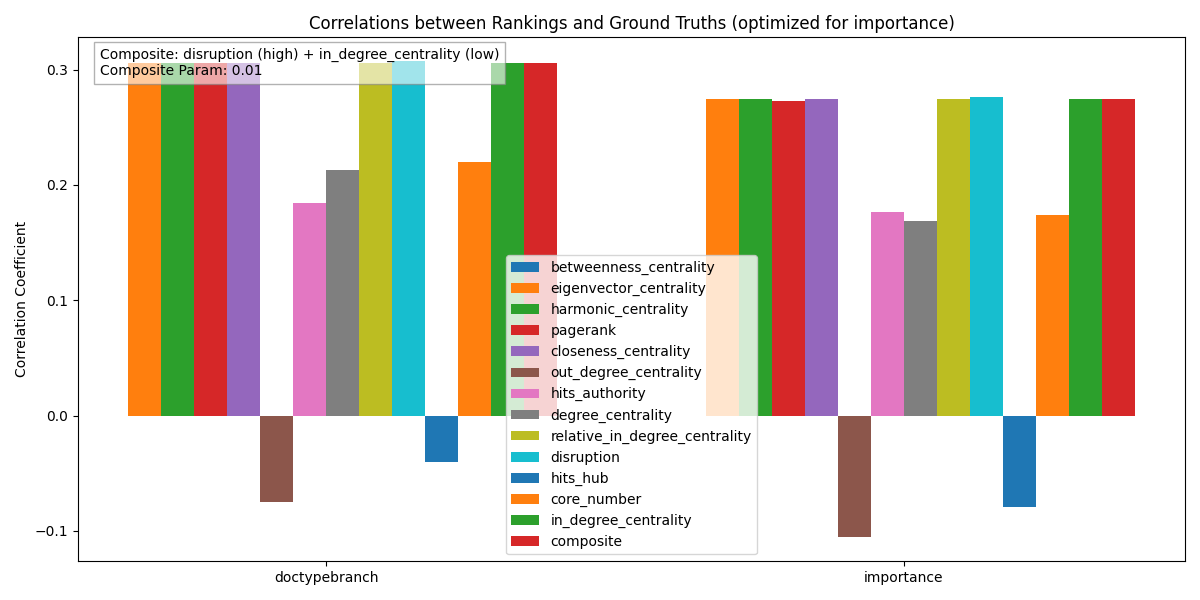 Correlations between Rankings and Ground Truths (optimized for importance)
Composite: disruption (high) + in_degree_centrality (low)
Composite Param: 0.01
Correlation Coefficient
0.3
0.2
0.1
0.0
−0.1
betweenness_centrality
eigenvector_centrality
harmonic_centrality
pagerank
closeness_centrality
out_degree_centrality
hits_authority
degree_centrality
relative_in_degree_centrality
disruption
hits_hub
core_number
in_degree_centrality
composite
doctypebranch
importance